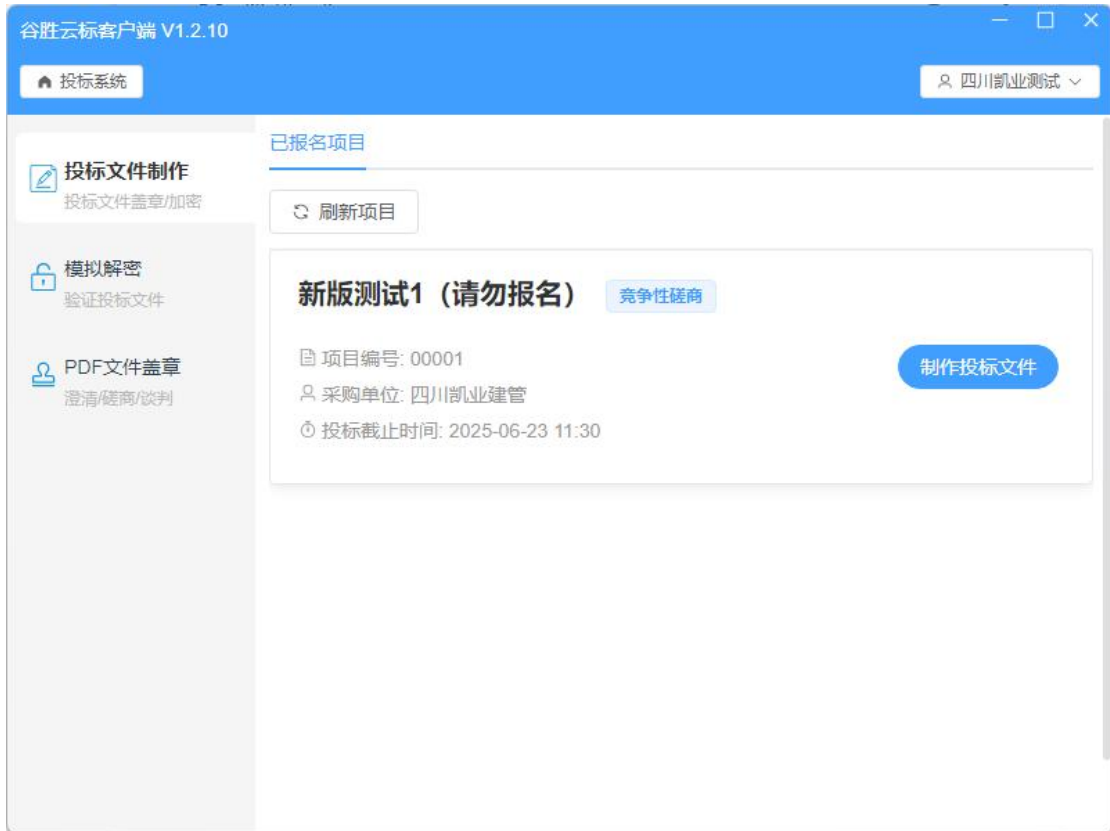 谷胜云标客户端 V1.2.10
投标系统
四川凯业测试
投标文件制作
投标文件盖章/加密
模拟解密
验证投标文件
PDF文件盖章
澄清/磋商/谈判
已报名项目
刷新项目
新版测试1（请勿报名） 竞争性磋商
项目编号: 00001
采购单位: 四川凯业建管
投标截止时间: 2025-06-23 11:30
制作投标文件